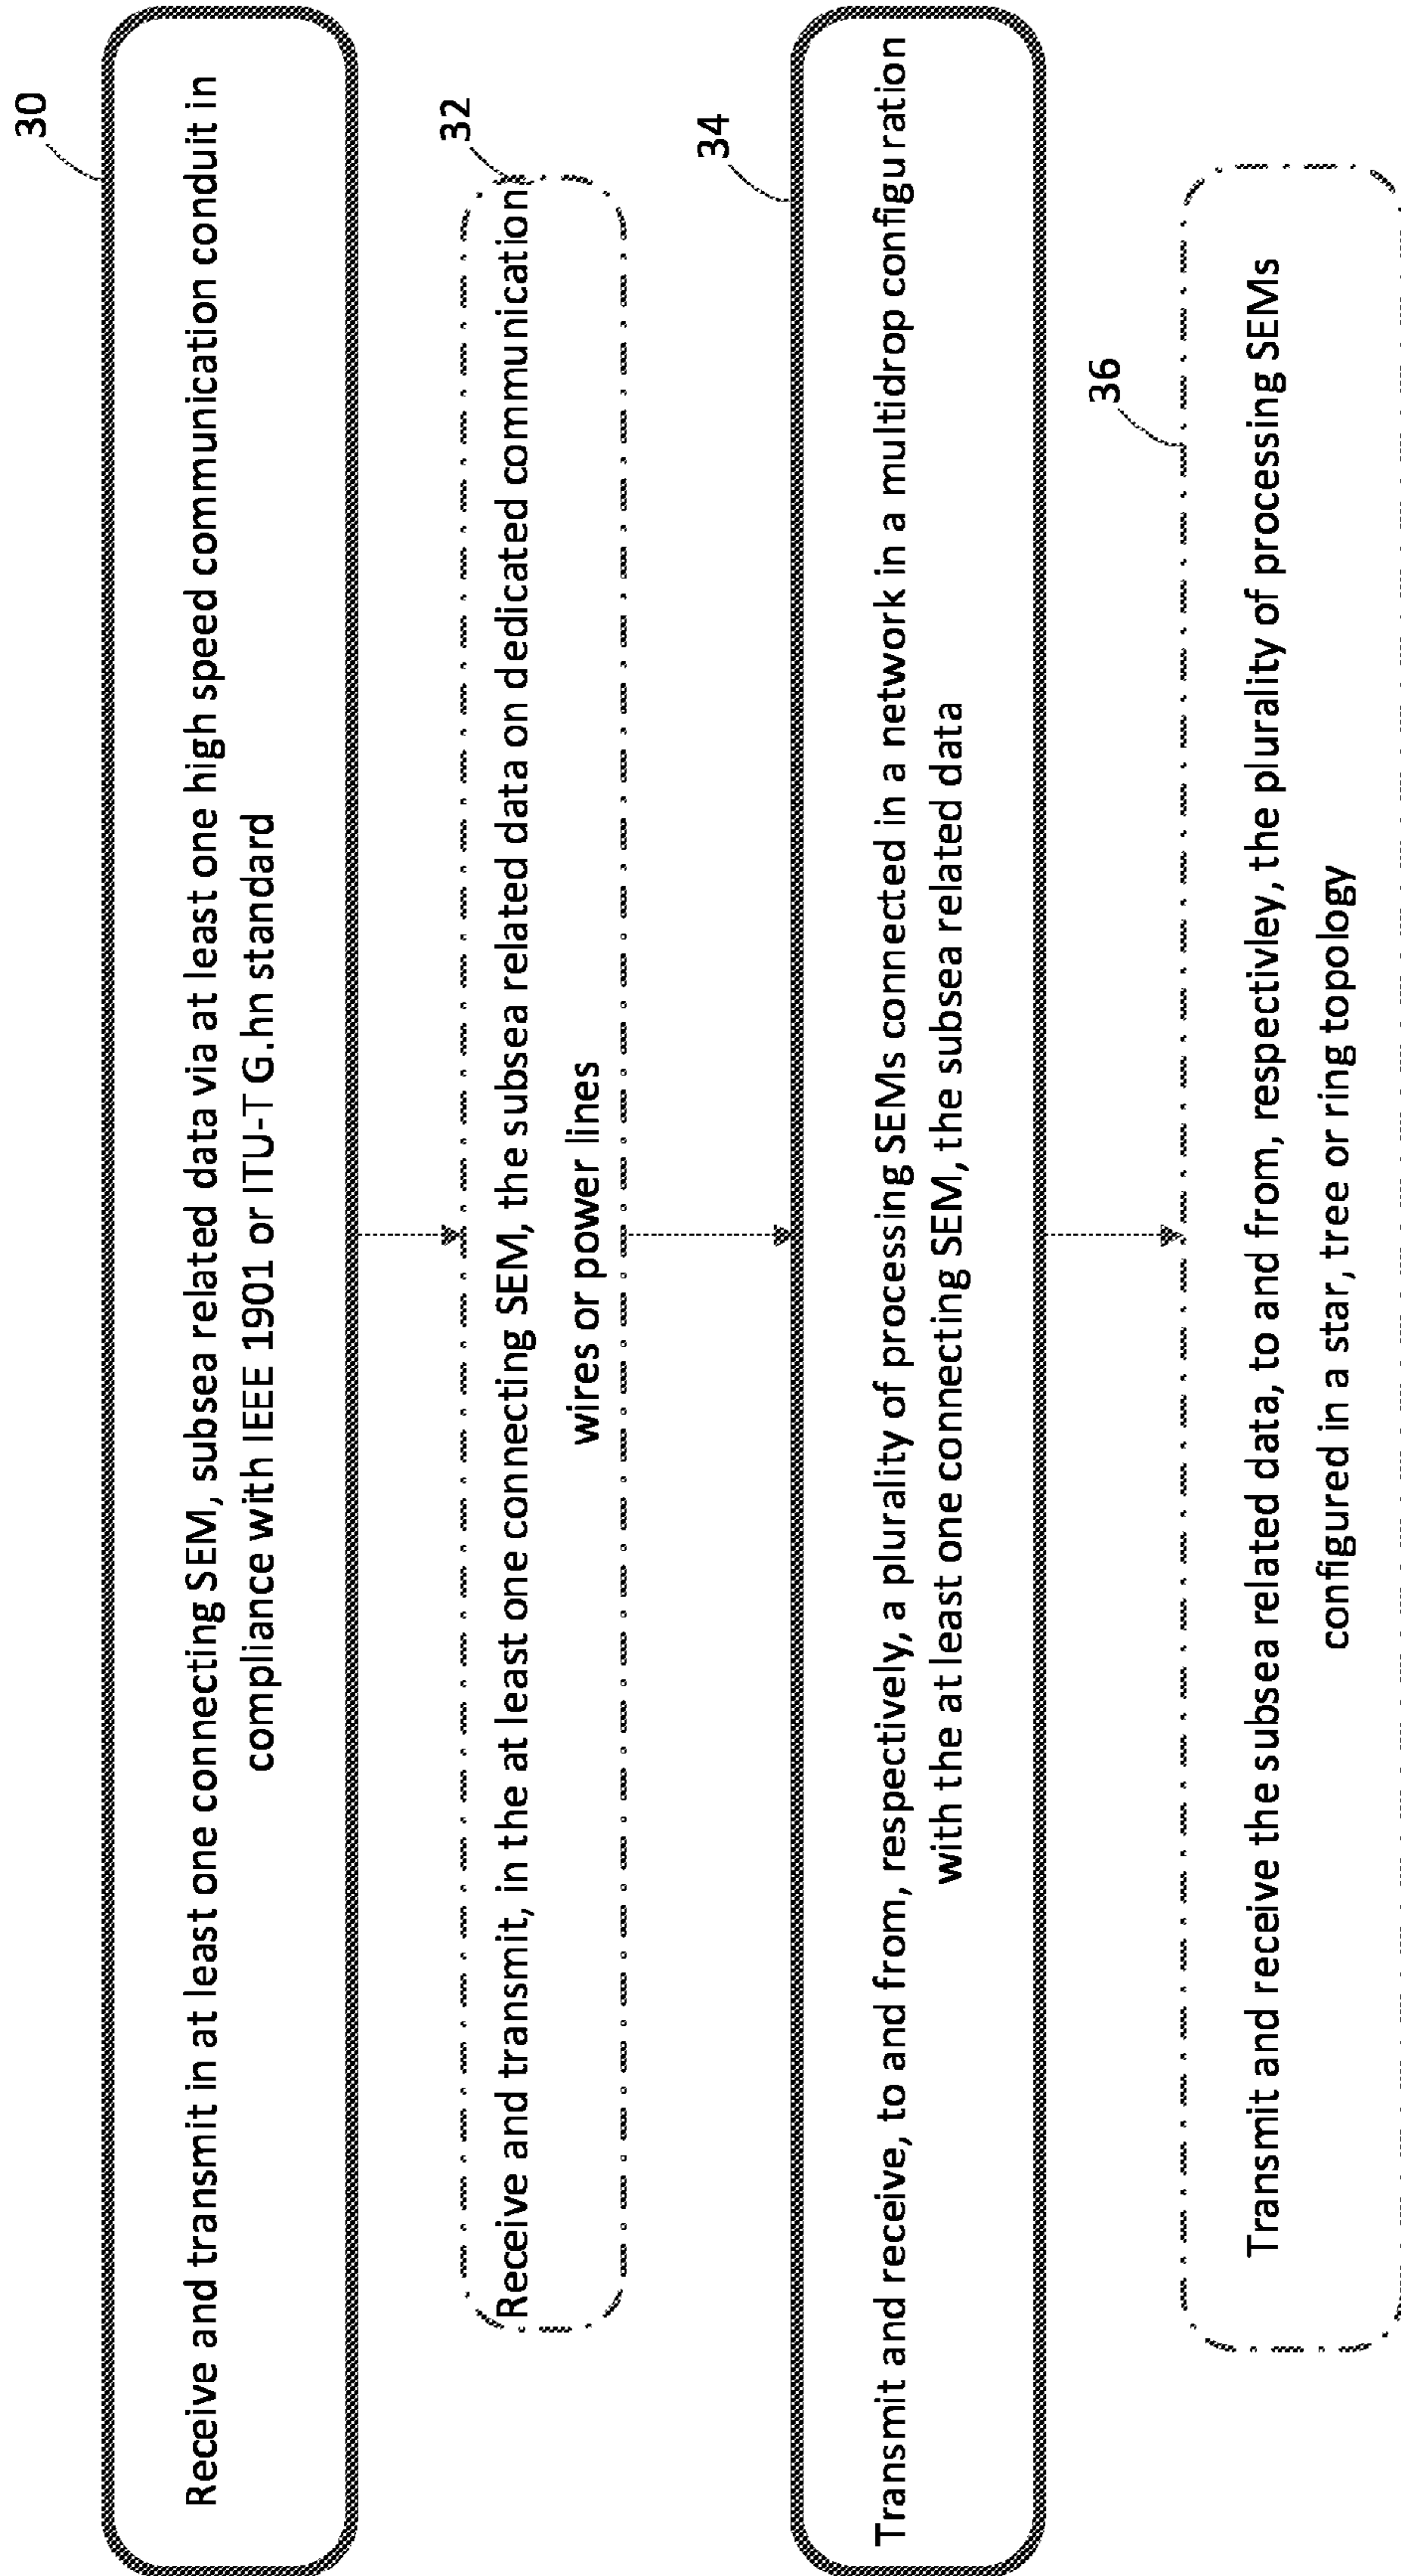 30
Receive and transmit in at least one connecting SEM, subsea related data via at least one high speed communication conduit in
compliance with IEEE 1901 or ITU-T G.hn standard
32
Receive and transmit, in the at least one connecting SEM, the subsea related data on dedicated communication
wires or power lines
34
Transmit and receive, to and from, respectively, a plurality of processing SEMs connected in a network in a multidrop configuration
with the at least one connecting SEM, the subsea related data
36
Transmit and receive the subsea related data, to and from, respectivley, the plurality of processing SEMs
configured in a star, tree or ring topology